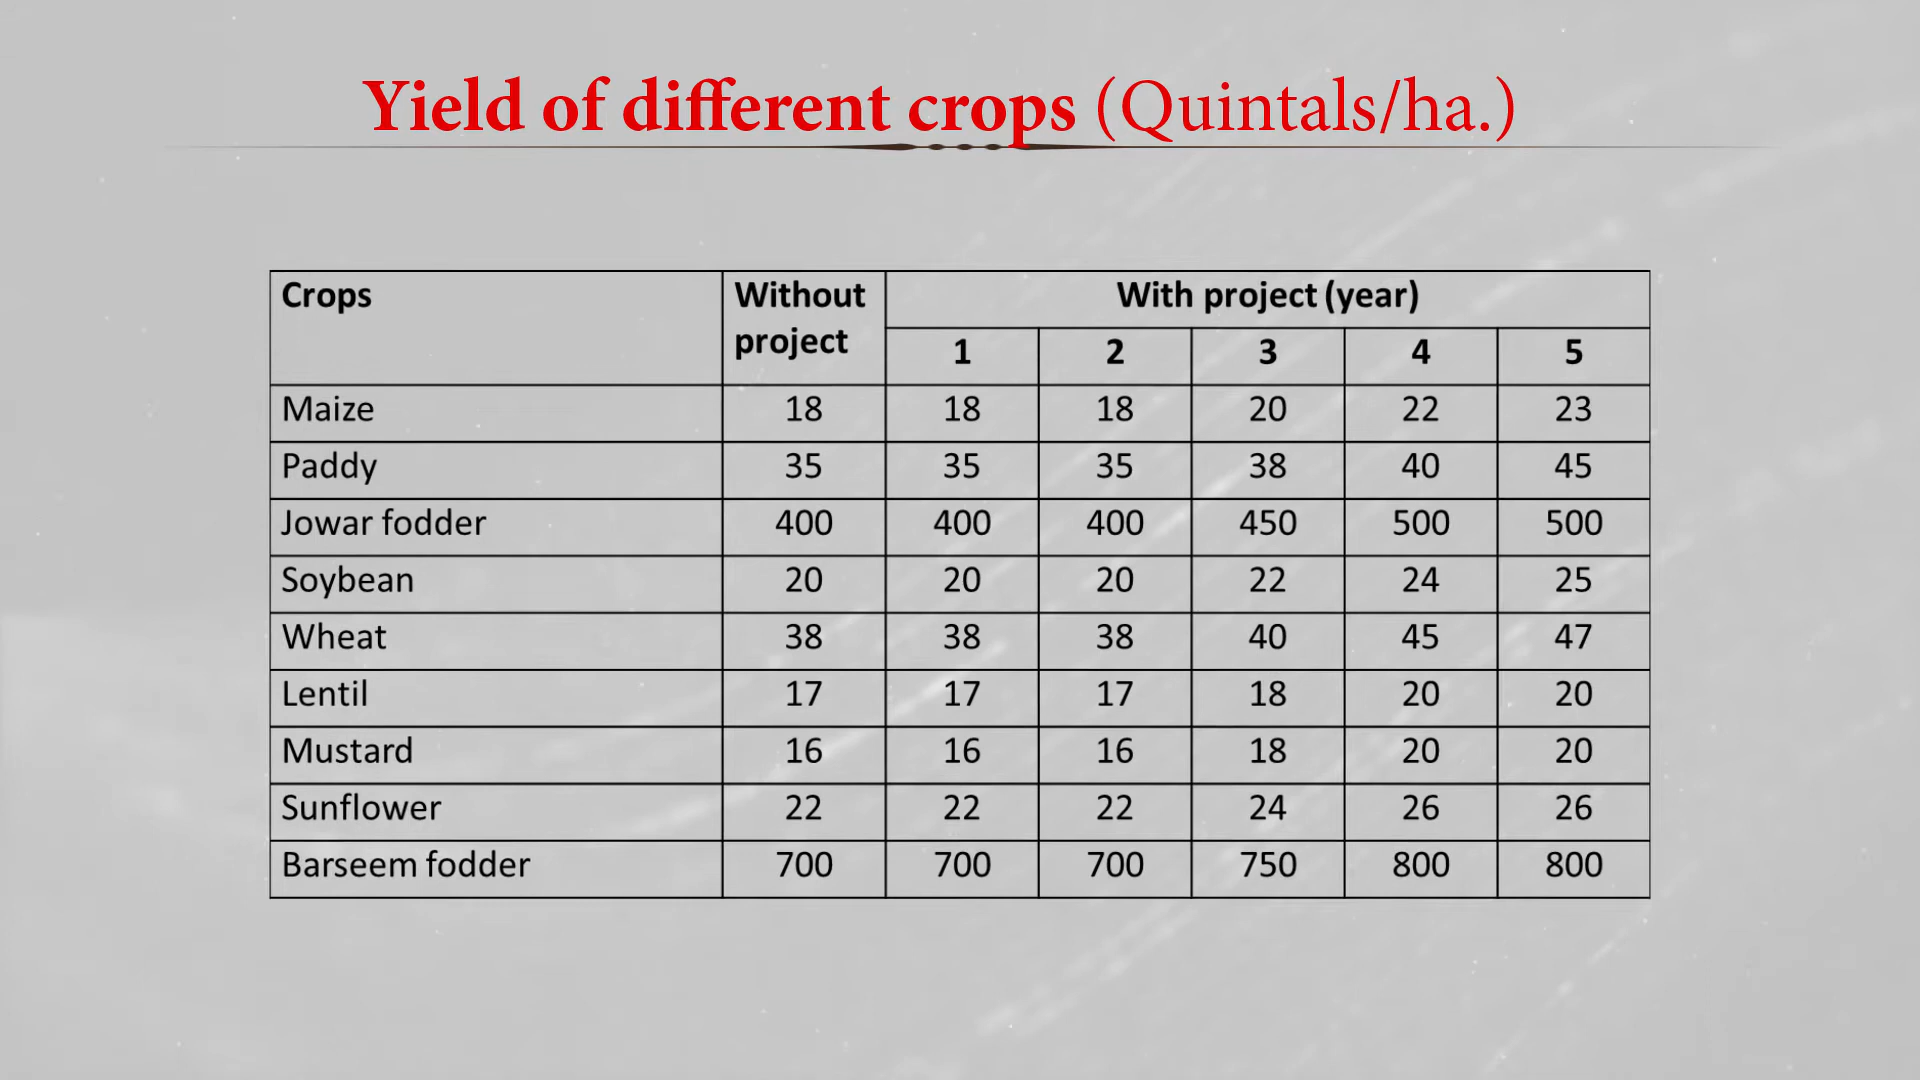 Yield of different crops (Quintals/ha.)
Crops Without project With project (year)
1 2 3 4 5
Maize 18 18 18 20 22 23
Paddy 35 35 35 38 40 45
Jowar fodder 400 400 400 450 500 500
Soybean 20 20 20 22 24 25
Wheat 38 38 38 40 45 47
Lentil 17 17 17 18 20 20
Mustard 16 16 16 18 20 20
Sunflower 22 22 22 24 26 26
Barseem fodder 700 700 700 750 800 800